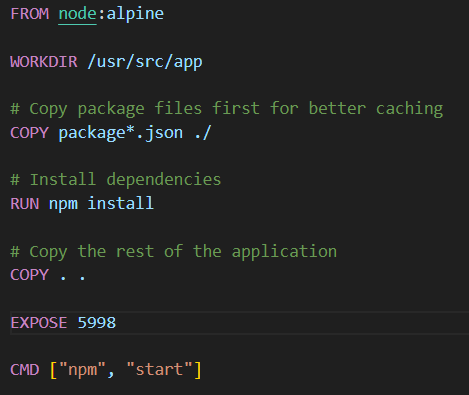 FROM node:alpine
WORKDIR /usr/src/app
# Copy package files first for better caching
COPY package*.json ./
# Install dependencies
RUN npm install
# Copy the rest of the application
COPY . .
EXPOSE 5998
CMD ["npm", "start"]